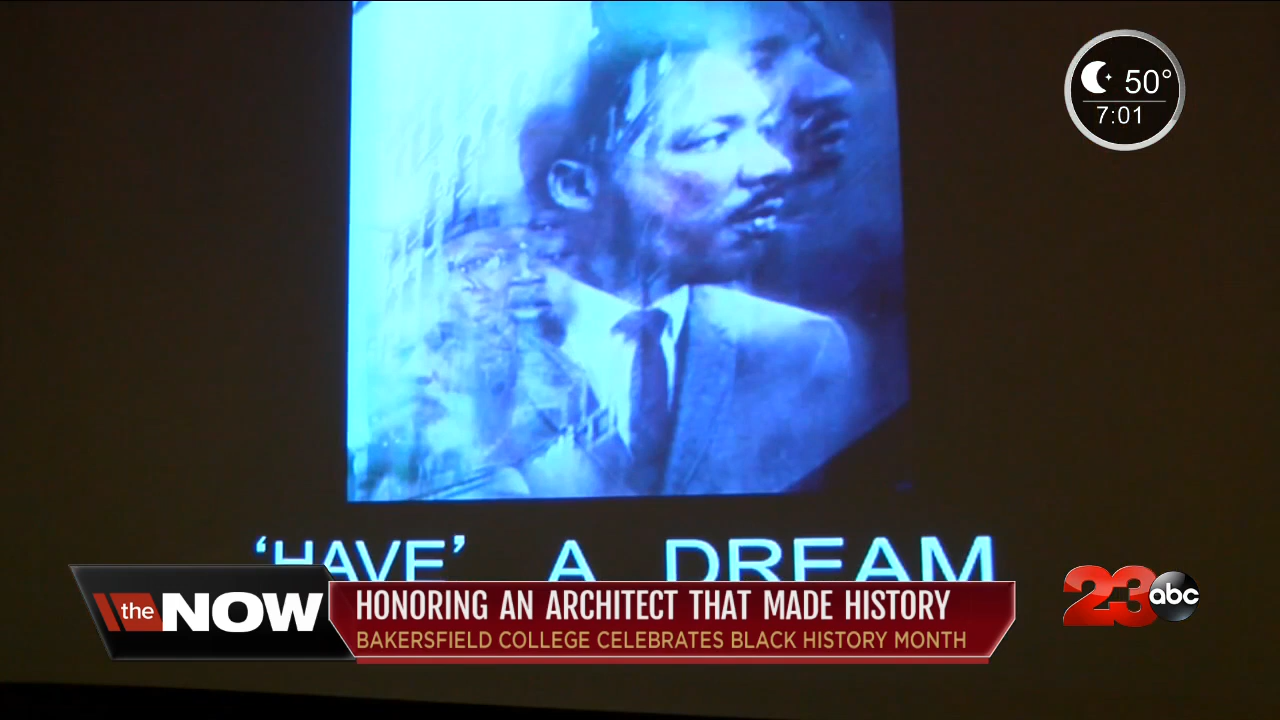 50°
7:01
'HAVE' A DREAM
the NOW
HONORING AN ARCHITECT THAT MADE HISTORY
BAKERSFIELD COLLEGE CELEBRATES BLACK HISTORY MONTH
23 abc